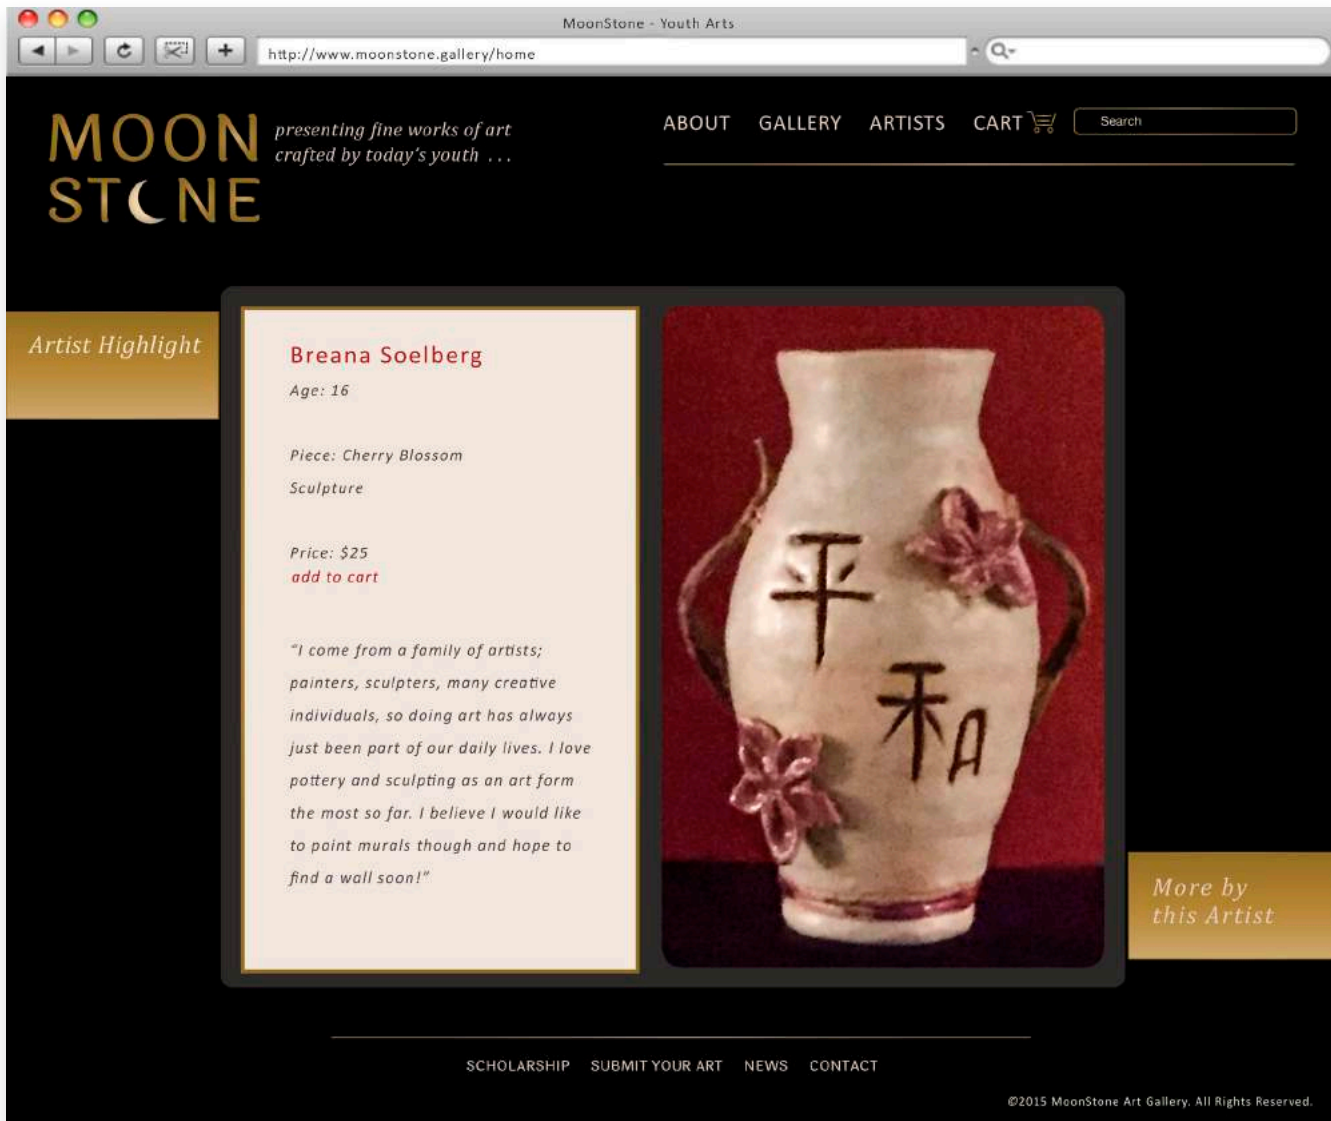 MoonStone - Youth Arts
http://www.moonstone.gallery/home
MOON
STONE
presenting fine works of art
crafted by today's youth . . .
ABOUT GALLERY ARTISTS CART Search
Artist Highlight
Breana Soelberg
Age: 16
Piece: Cherry Blossom
Sculpture
Price: $25
add to cart
"I come from a family of artists;
painters, sculpters, many creative
individuals, so doing art has always
just been part of our daily lives. I love
pottery and sculpting as an art form
the most so far. I believe I would like
to paint murals though and hope to
find a wall soon!"
平
和
More by
this Artist
SCHOLARSHIP SUBMIT YOUR ART NEWS CONTACT
©2015 MoonStone Art Gallery. All Rights Reserved.